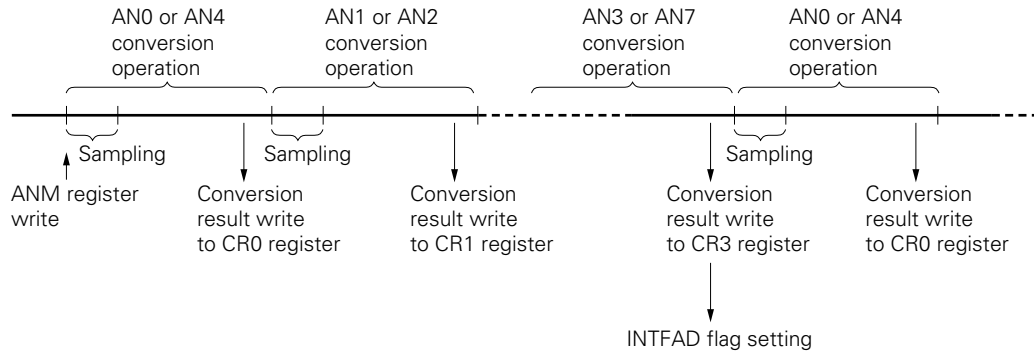 AN0 or AN4
conversion
operation
AN1 or AN2
conversion
operation
AN3 or AN7
conversion
operation
AN0 or AN4
conversion
operation
Sampling
Sampling
Sampling
ANM register
write
Conversion
result write
to CR0 register
Conversion
result write
to CR1 register
Conversion
result write
to CR3 register
Conversion
result write
to CR0 register
INTFAD flag setting